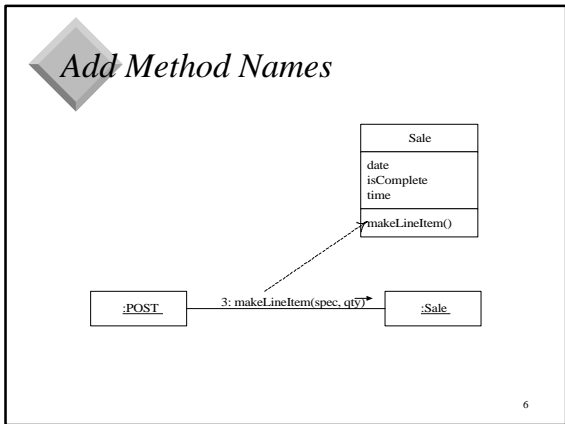 Add Method Names
Sale
date
isComplete
time
makeLineItem()
3: makeLineItem(spec, qty)
:POST
:Sale
6